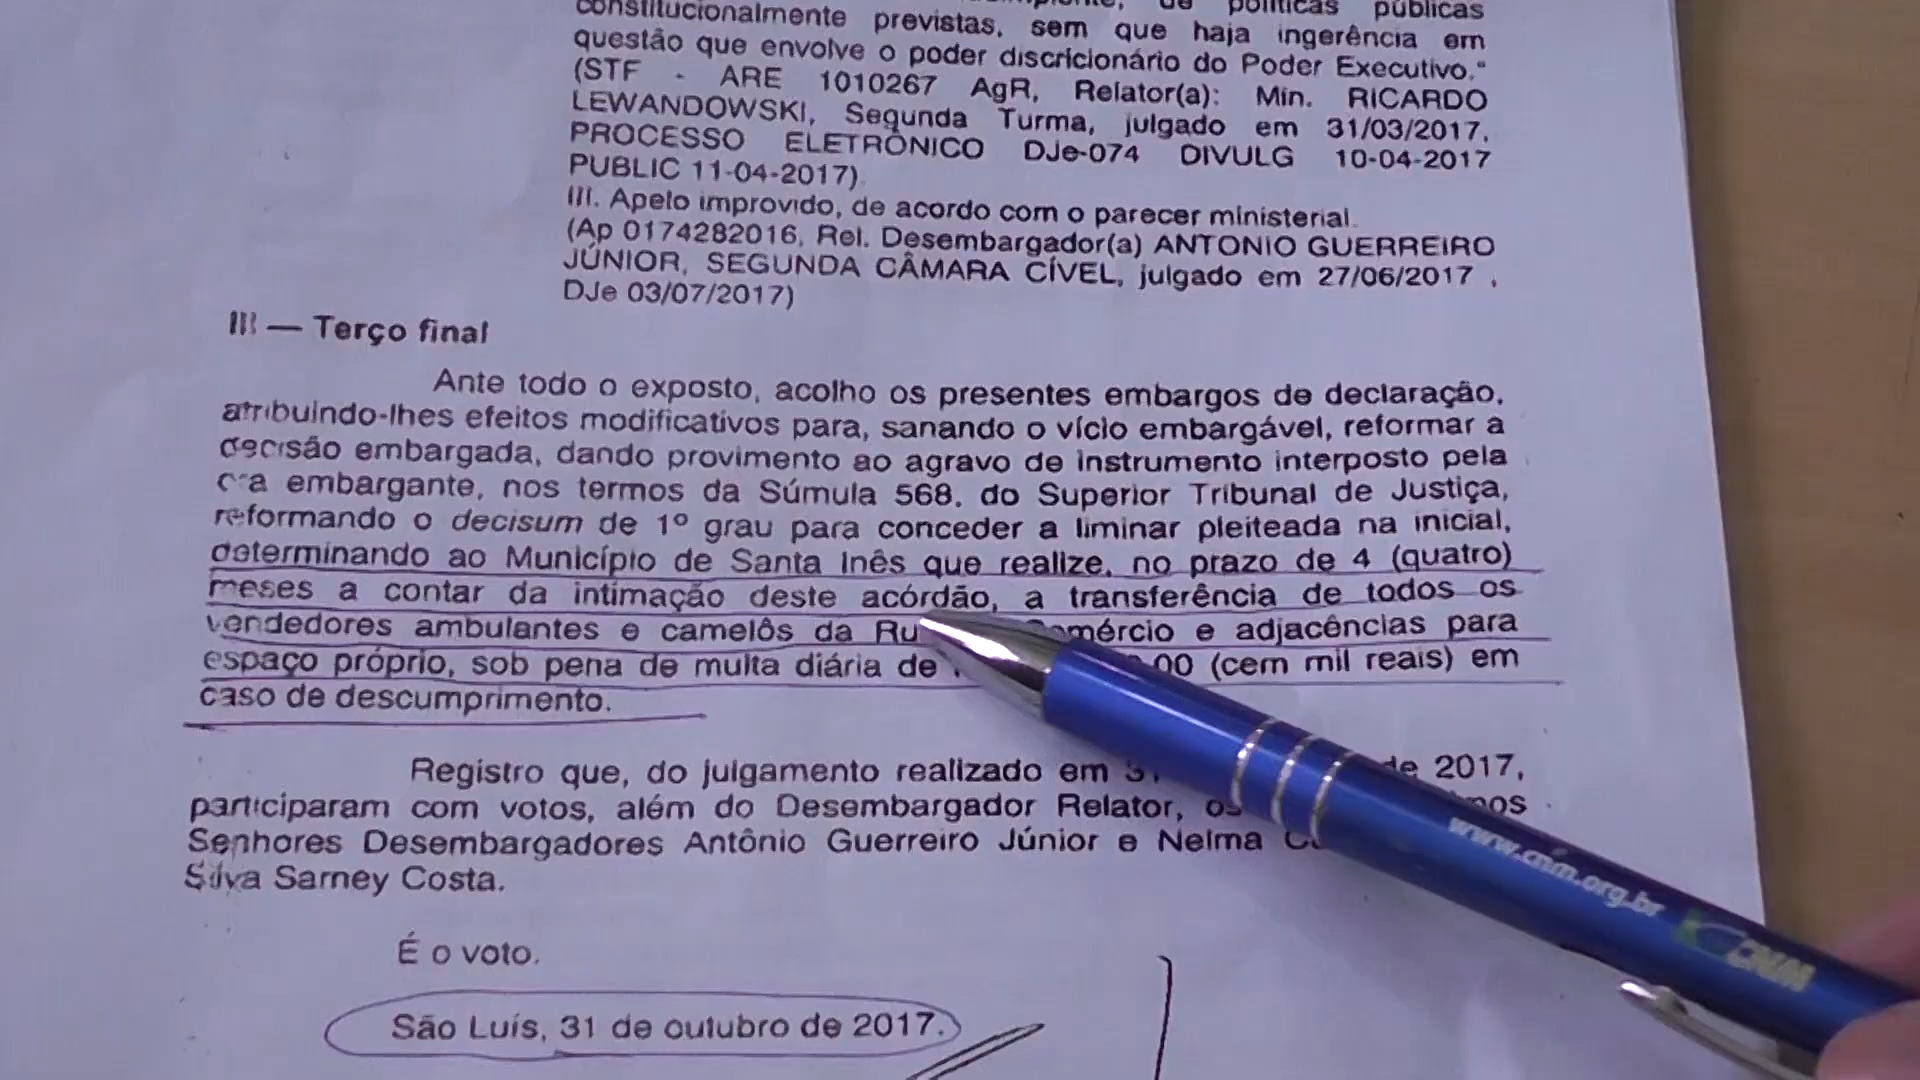 constitucionalmente previstas, sem que haja ingerência em
questão que envolve o poder discricionário do Poder Executivo."
(STF - ARE 1010267 AgR, Relator(a): Min. RICARDO
LEWANDOWSKI, Segunda Turma, julgado em 31/03/2017,
PROCESSO ELETRÔNICO DJe-074 DIVULG 10-04-2017
PUBLIC 11-04-2017).
III. Apelo improvido, de acordo com o parecer ministerial.
(Ap 0174282016, Rel. Desembargador(a) ANTONIO GUERREIRO
JÚNIOR, SEGUNDA CÂMARA CÍVEL, julgado em 27/06/2017 ,
DJe 03/07/2017)
III — Terço final
Ante todo o exposto, acolho os presentes embargos de declaração,
atribuindo-lhes efeitos modificativos para, sanando o vício embargável, reformar a
decisão embargada, dando provimento ao agravo de instrumento interposto pela
ora embargante, nos termos da Súmula 568, do Superior Tribunal de Justiça,
reformando o decisum de 1º grau para conceder a liminar pleiteada na inicial,
determinando ao Município de Santa Inês que realize, no prazo de 4 (quatro)
meses a contar da intimação deste acórdão, a transferência de todos os
vendedores ambulantes e camelôs da e adjacências para
espaço próprio, sob pena de multa diária de (cem mil reais) em
caso de descumprimento.
Registro que, do julgamento realizado em de 2017,
participaram com votos, além do Desembargador Relator,
Senhores Desembargadores Antônio Guerreiro Júnior e Nelma
Silva Sarney Costa.
É o voto.
São Luís, 31 de outubro de 2017.
www.cnm.org.br
CNM